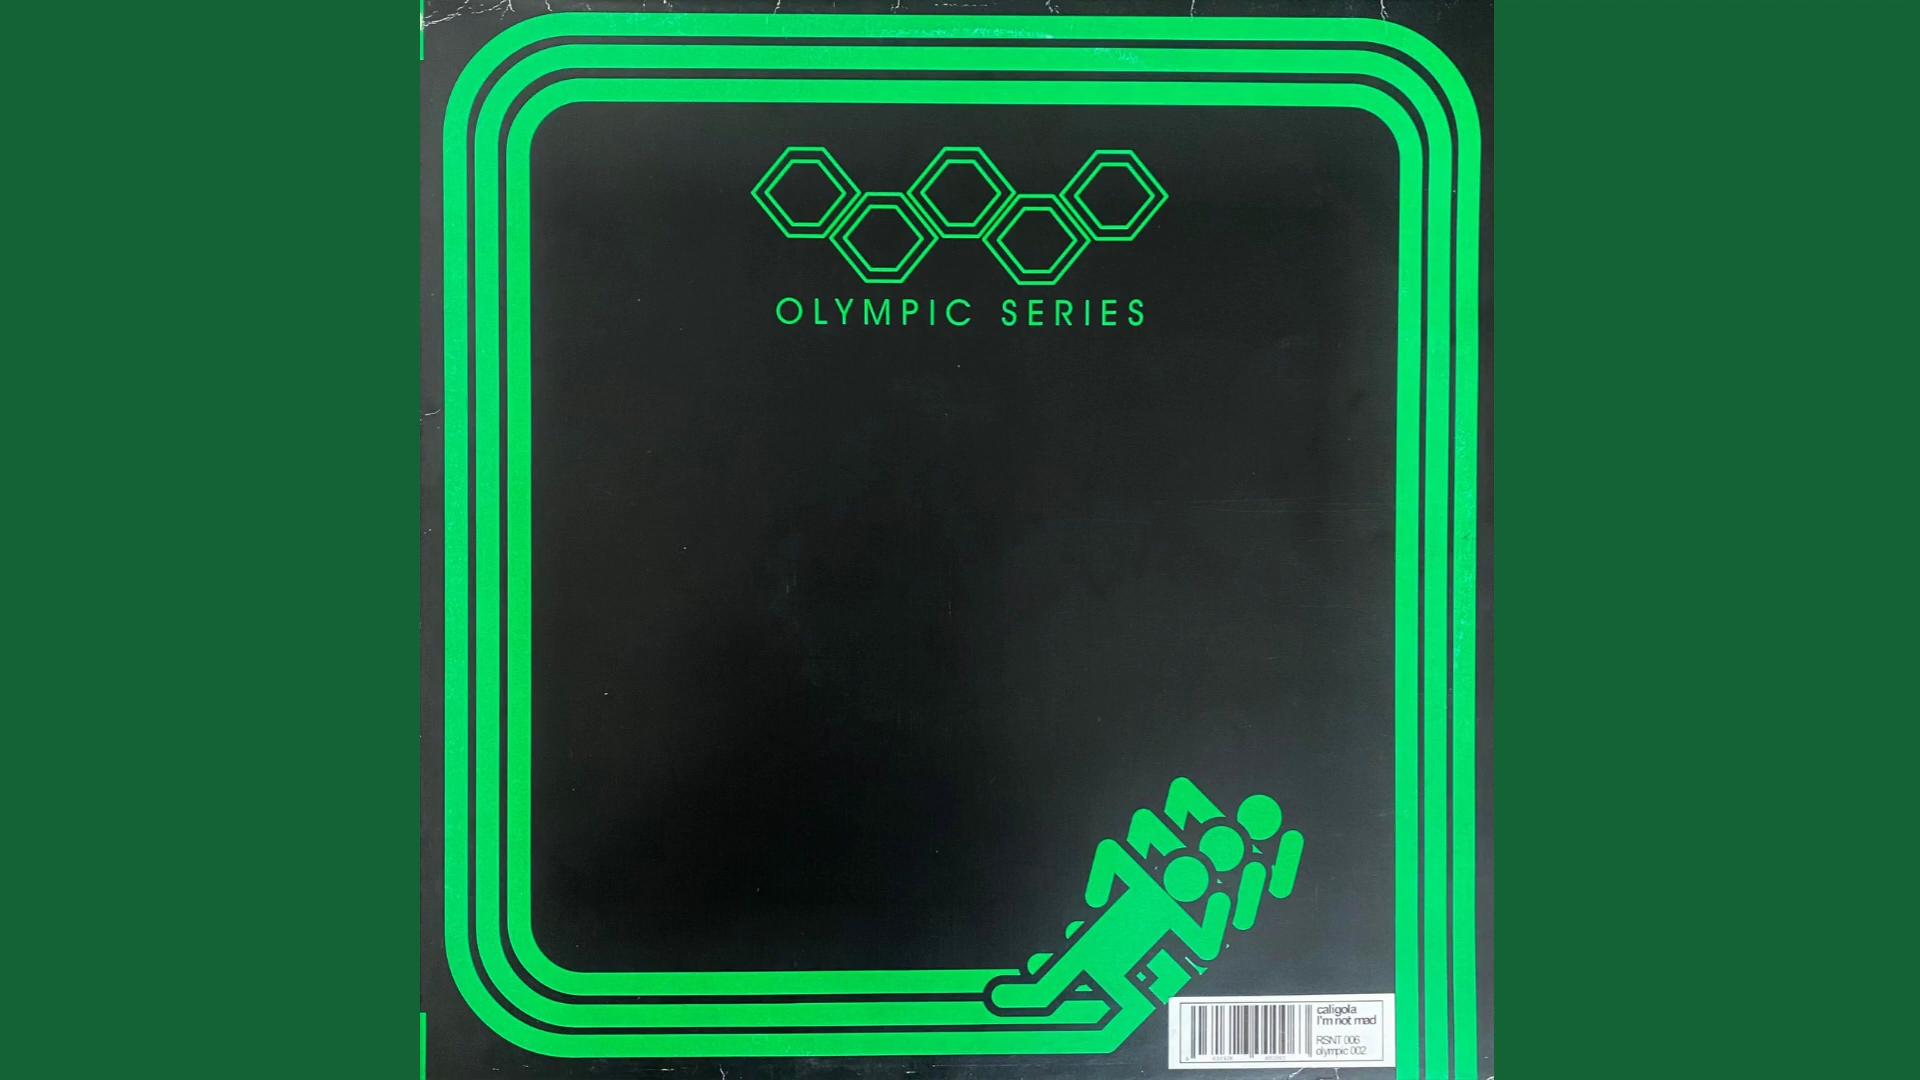 OLYMPIC SERIES
caligola
I'm not mad
RSNT 006
olympic 002